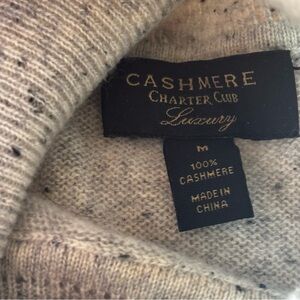 CASHMERE
CHARTER CLUB
Luxury
M
100%
CASHMERE
MADE IN
CHINA